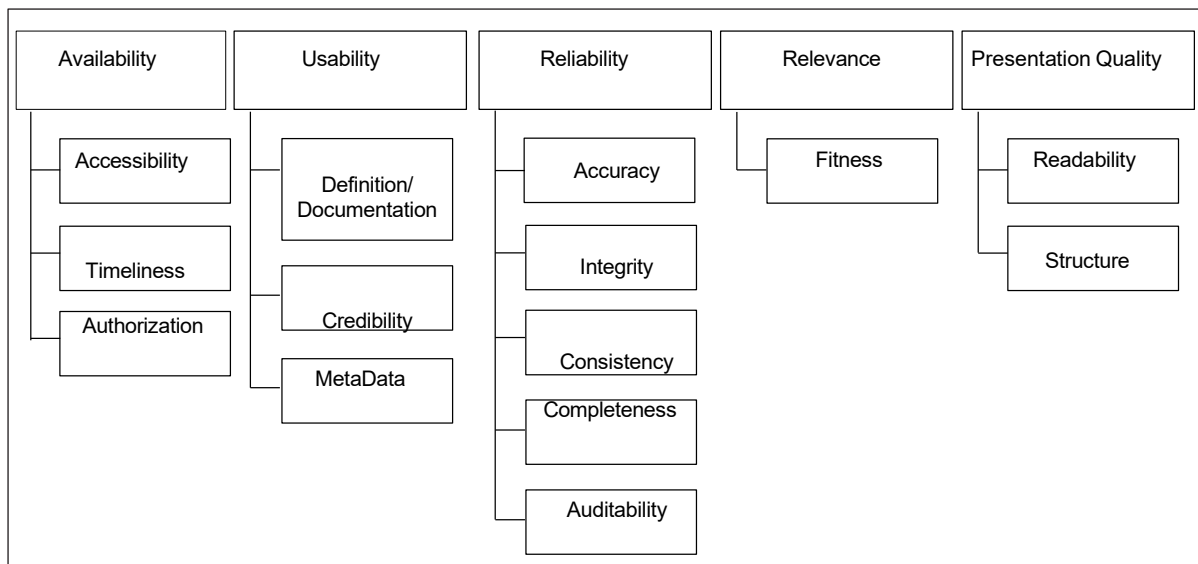 Availability
Usability
Reliability
Relevance
Presentation Quality
Accessibility
Timeliness
Authorization
Definition/
Documentation
Credibility
MetaData
Accuracy
Integrity
Consistency
Completeness
Auditability
Fitness
Readability
Structure